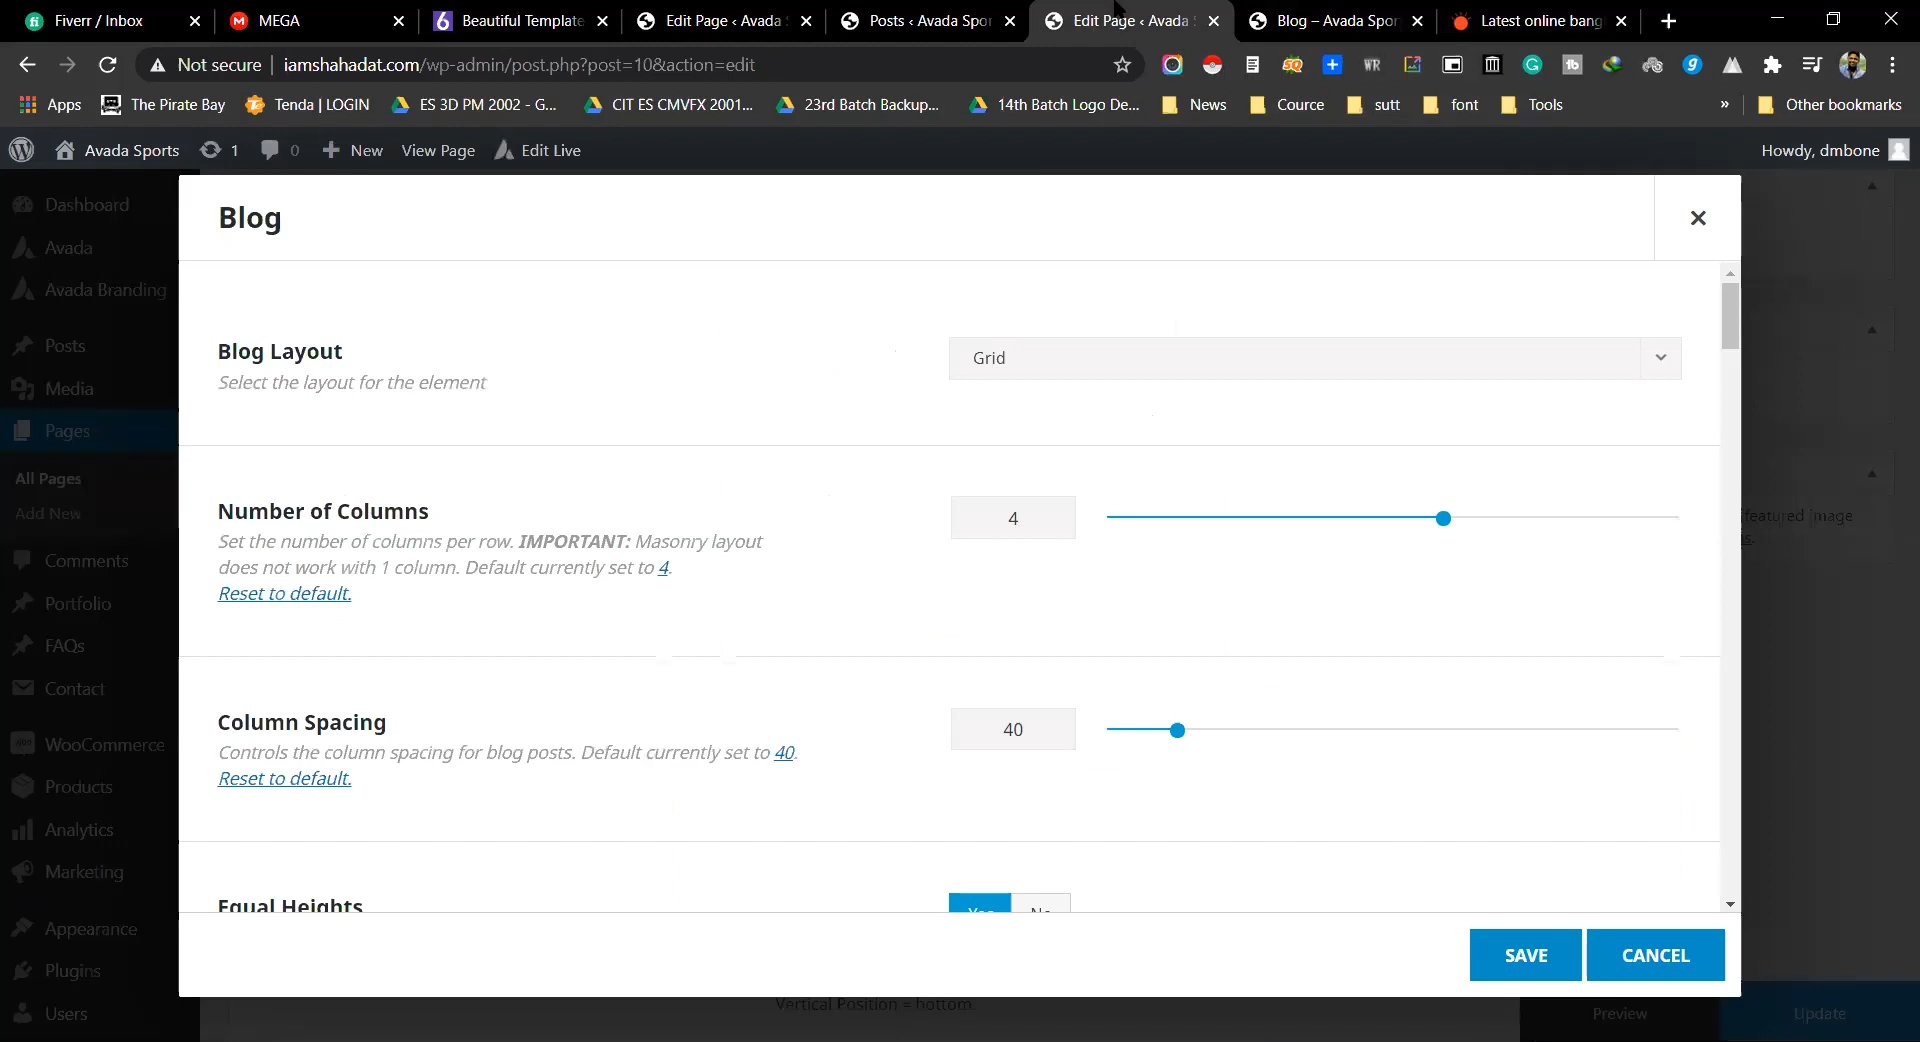 Fiverr / Inbox
MEGA
Beautiful Template
Edit Page ‹ Avada
Posts ‹ Avada Spor
Edit Page ‹ Avada
Blog – Avada Spor
Latest online bang
Not secure
iamshahadat.com/wp-admin/post.php?post=10&action=edit
Apps
The Pirate Bay
Tenda | LOGIN
ES 3D PM 2002 - G...
CIT ES CMVFX 2001...
23rd Batch Backup...
14th Batch Logo De...
News
Cource
sutt
font
Tools
»
Other bookmarks
Avada Sports
1
0
New
View Page
Edit Live
Howdy, dmbone
Dashboard
Avada
Avada Branding
Posts
Media
Pages
All Pages
Add New
Comments
Portfolio
FAQs
Contact
WooCommerce
Products
Analytics
Marketing
Appearance
Plugins
Users
Blog
Blog Layout
Select the layout for the element
Grid
Number of Columns
Set the number of columns per row. IMPORTANT: Masonry layout
does not work with 1 column. Default currently set to 4.
Reset to default.
4
Column Spacing
Controls the column spacing for blog posts. Default currently set to 40.
Reset to default.
40
Equal Heights
Yes
No
SAVE
CANCEL
featured image
Vertical Position = bottom.
Preview
Update